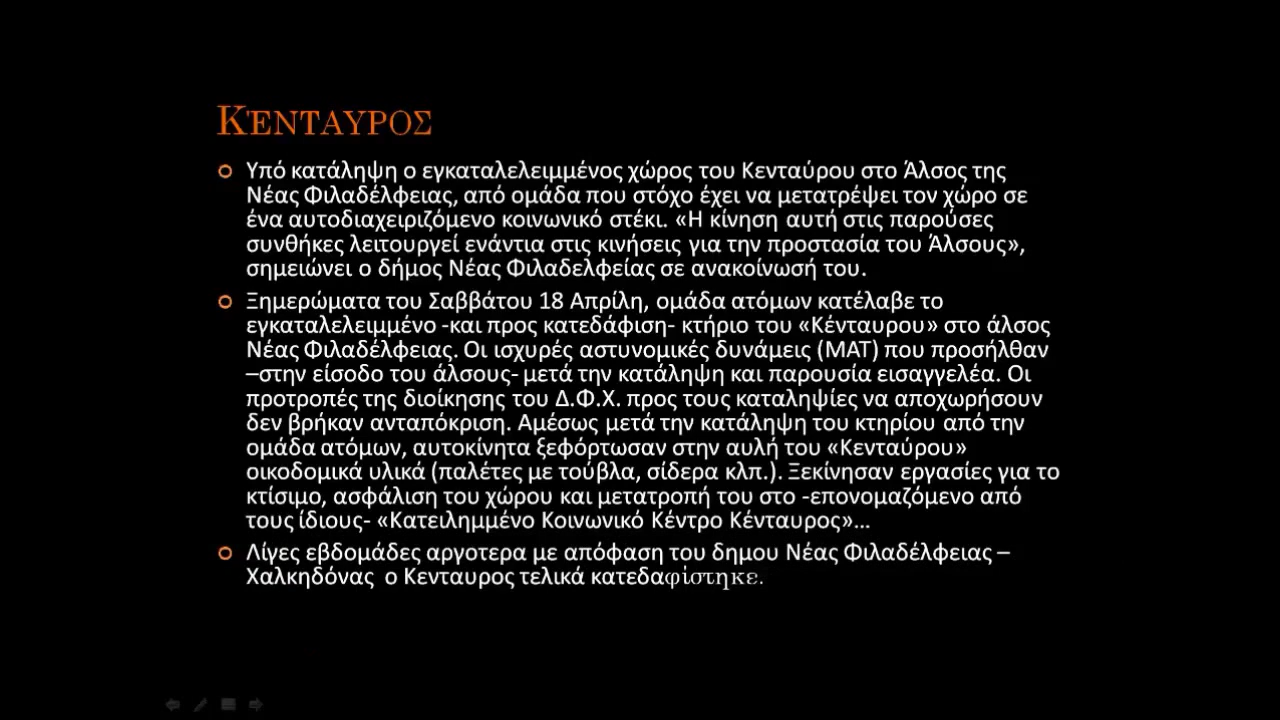 ΚΈΝΤΑΥΡΟΣ
Υπό κατάληψη ο εγκαταλελειμμένος χώρος του Κενταύρου στο Άλσος της
Νέας Φιλαδέλφειας, από ομάδα που στόχο έχει να μετατρέψει τον χώρο σε
ένα αυτοδιαχειριζόμενο κοινωνικό στέκι. «Η κίνηση αυτή στις παρούσες
συνθήκες λειτουργεί ενάντια στις κινήσεις για την προστασία του Άλσους»,
σημειώνει ο δήμος Νέας Φιλαδελφείας σε ανακοίνωσή του.
Ξημερώματα του Σαββάτου 18 Απρίλη, ομάδα ατόμων κατέλαβε το
εγκαταλελειμμένο -και προς κατεδάφιση- κτήριο του «Κένταυρου» στο άλσος
Νέας Φιλαδέλφειας. Οι ισχυρές αστυνομικές δυνάμεις (ΜΑΤ) που προσήλθαν
–στην είσοδο του άλσους- μετά την κατάληψη και παρουσία εισαγγελέα. Οι
προτροπές της διοίκησης του Δ.Φ.Χ. προς τους καταληψίες να αποχωρήσουν
δεν βρήκαν ανταπόκριση. Αμέσως μετά την κατάληψη του κτηρίου από την
ομάδα ατόμων, αυτοκίνητα ξεφόρτωσαν στην αυλή του «Κενταύρου»
οικοδομικά υλικά (παλέτες με τούβλα, σίδερα κλπ.). Ξεκίνησαν εργασίες για το
κτίσιμο, ασφάλιση του χώρου και μετατροπή του στο -επονομαζόμενο από
τους ίδιους- «Κατειλημμένο Κοινωνικό Κέντρο Κένταυρος»…
Λίγες εβδομάδες αργοτερα με απόφαση του δημου Νέας Φιλαδέλφειας –
Χαλκηδόνας ο Κενταυρος τελικά κατεδαφίστηκε.